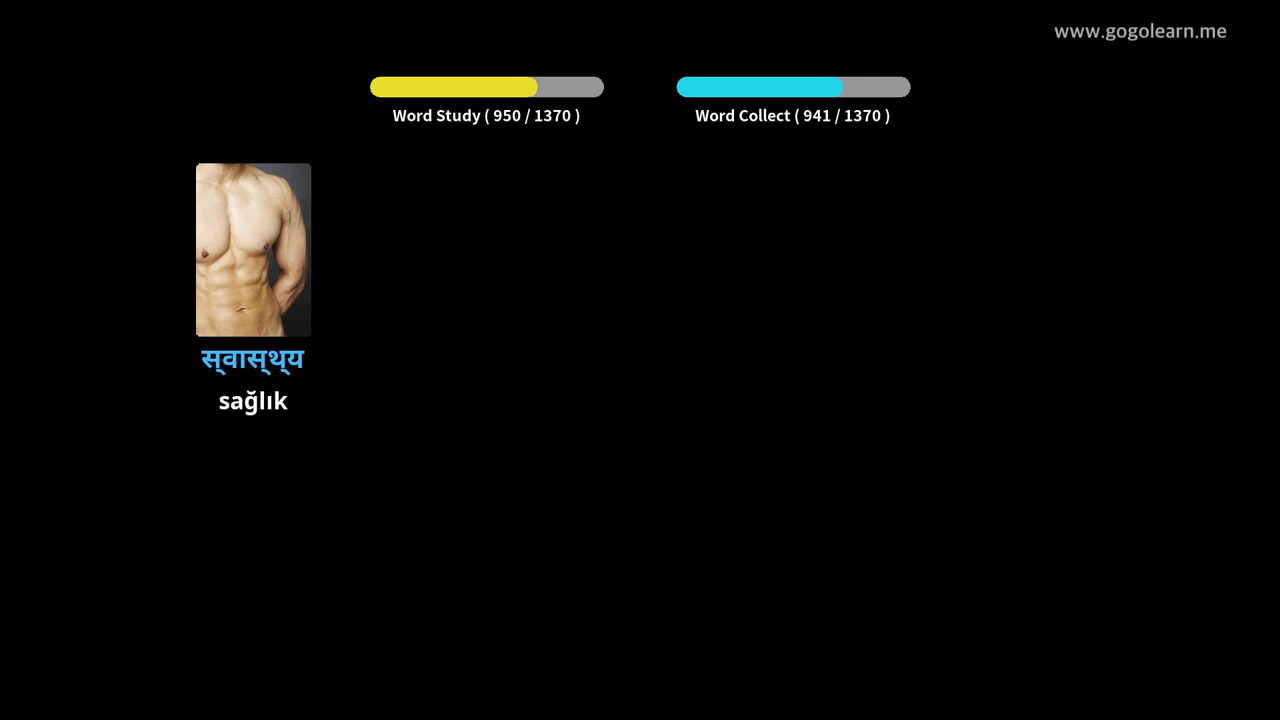 www.gogolearn.me
Word Study ( 950 / 1370 )
Word Collect ( 941 / 1370 )
स्वास्थ्य
sağlık